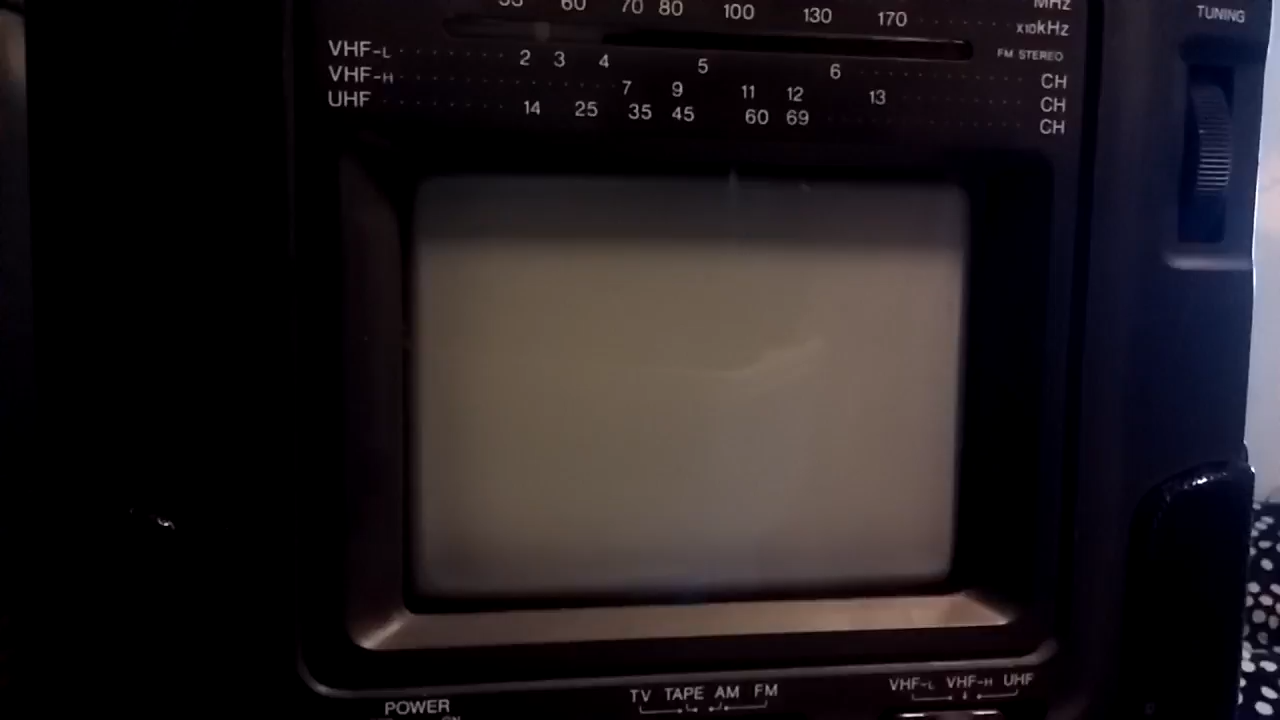 60 70 80 100 130 170 MHz
x10kHz
TUNING
FM STEREO
VHF-L 2 3 4 5 6 CH
VHF-H 7 9 11 12 13 CH
UHF 14 25 35 45 60 69 CH
POWER
ON
TV TAPE AM FM
VHF-L VHF-H UHF